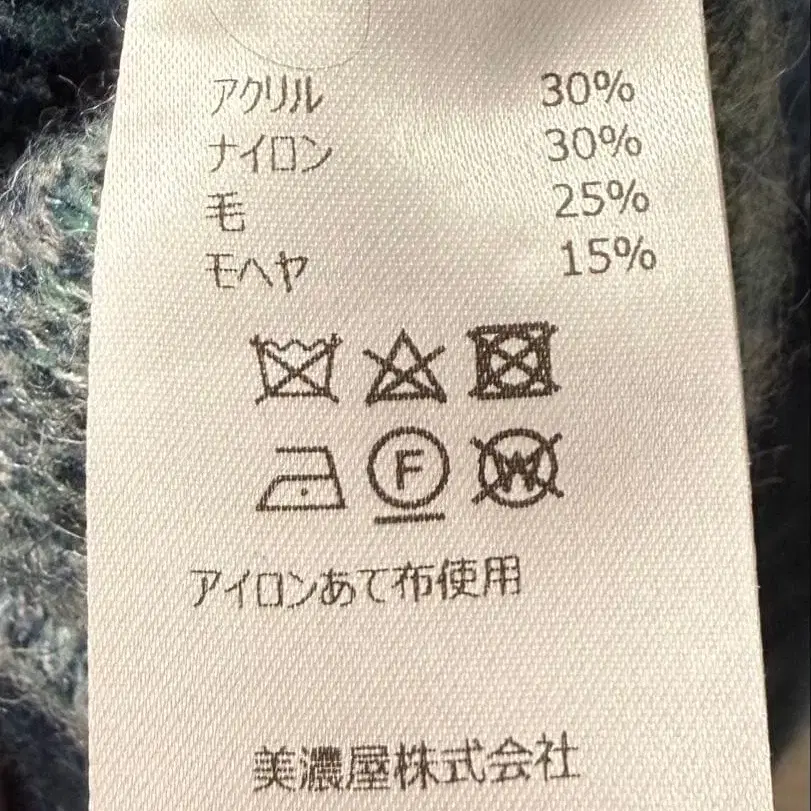 アクリル 30%
ナイロン 30%
毛 25%
モヘヤ 15%
F W
アイロンあて布使用
美濃屋株式会社